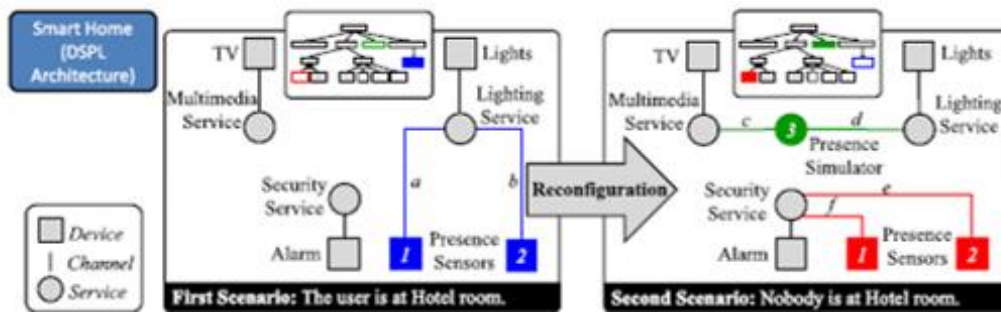 Smart Home
(DSPL
Architecture)
TV
Lights
Multimedia
Service
Lighting
Service
a
b
Security
Service
Alarm
1
Presence
Sensors
2
First Scenario: The user is at Hotel room.
Reconfiguration
TV
Lights
Multimedia
Service
c
3
d
Lighting
Service
Presence
Simulator
Security
Service
e
f
Alarm
1
Presence
Sensors
2
Second Scenario: Nobody is at Hotel room.
Device
Channel
Service